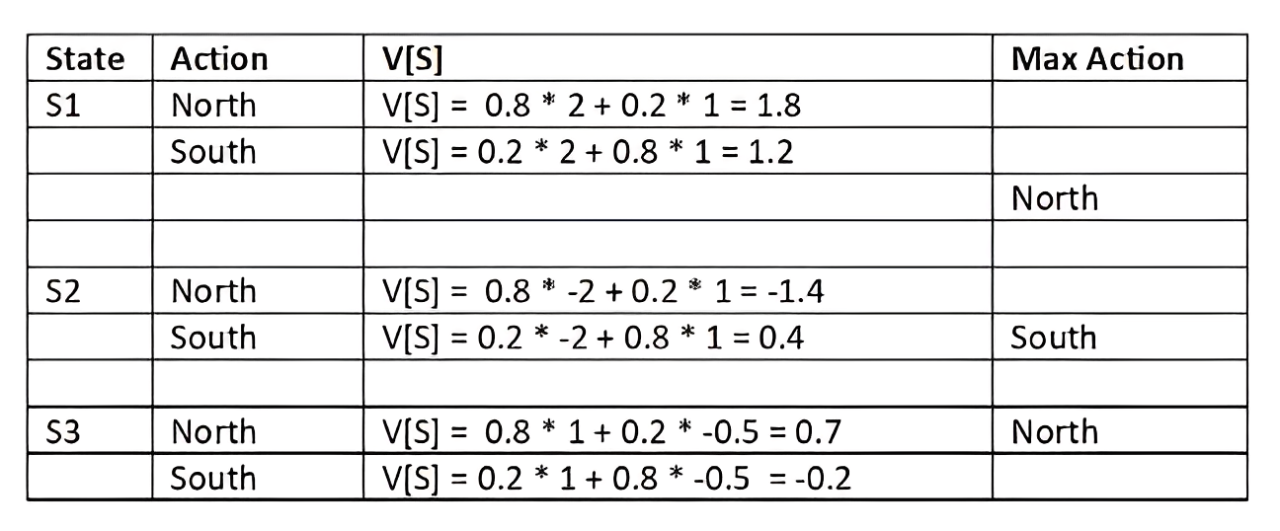 State Action V[S] Max Action
S1 North V[S] = 0.8 * 2 + 0.2 * 1 = 1.8
South V[S] = 0.2 * 2 + 0.8 * 1 = 1.2
North
S2 North V[S] = 0.8 * -2 + 0.2 * 1 = -1.4
South V[S] = 0.2 * -2 + 0.8 * 1 = 0.4 South
S3 North V[S] = 0.8 * 1 + 0.2 * -0.5 = 0.7 North
South V[S] = 0.2 * 1 + 0.8 * -0.5 = -0.2